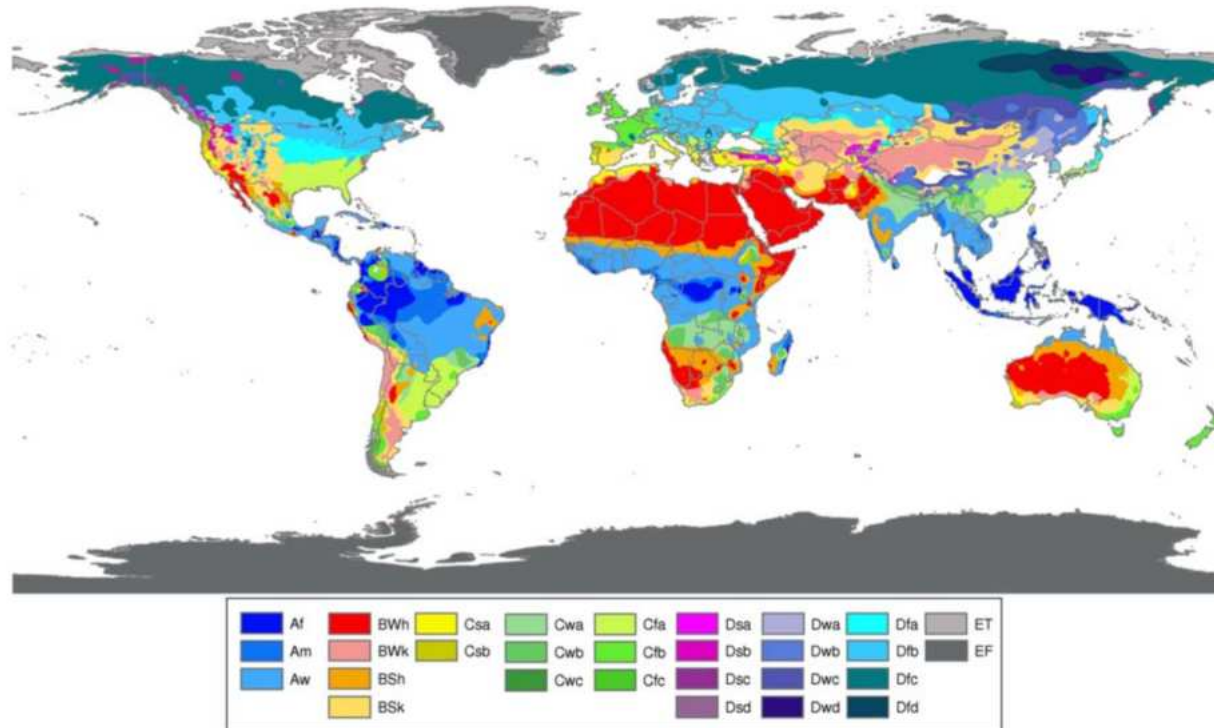 Af BWh Csa Cwa Cfa Dsa Dwa Dfa ET
Am BWk Csb Cwb Cfb Dsb Dwb Dfb EF
Aw BSh Cwc Cfc Dsc Dwc Dfc
BSk Dsd Dwd Dfd